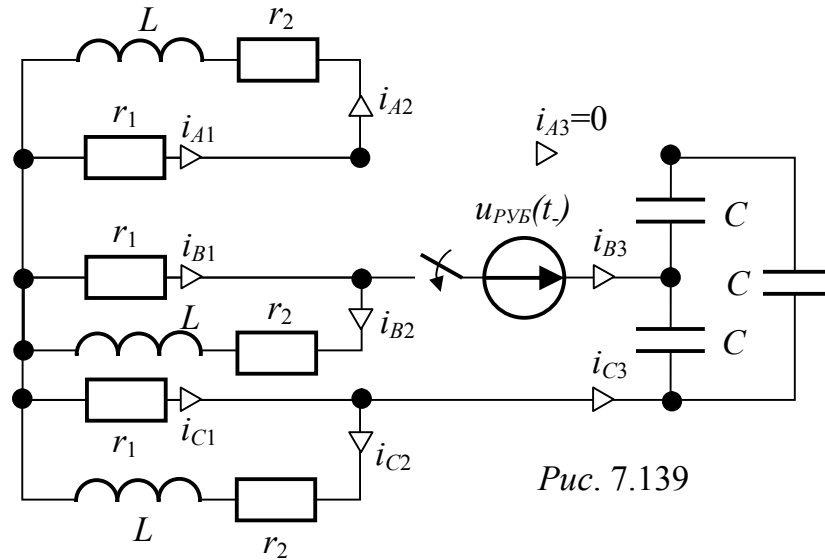 L
r2
iA2
r1
iA1
iA3=0
uРУБ(t-)
C
r1
iB1
iB3
C
L
r2
iB2
C
iC3
r1
iC1
iC2
L
r2
Рис. 7.139